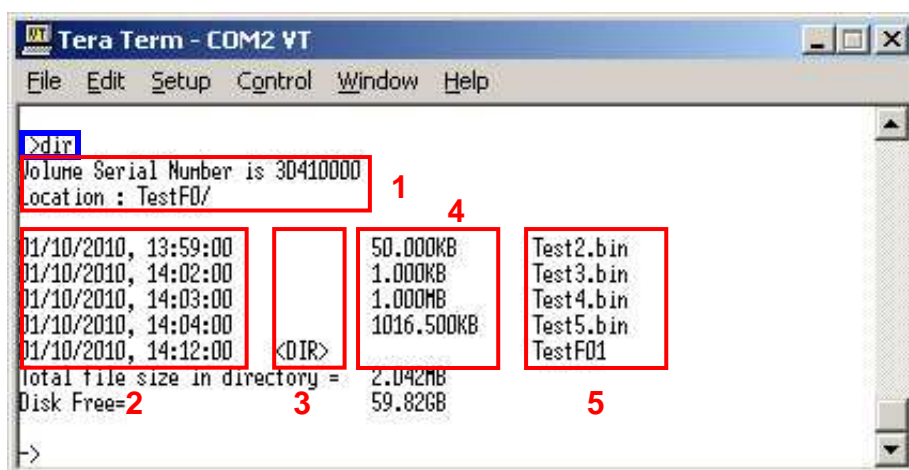 Tera Term - COM2 VT
File Edit Setup Control Window Help
>dir
Volume Serial Number is 3D410000
Location : TestF0/
1
4
01/10/2010, 13:59:00 50.000KB Test2.bin
01/10/2010, 14:02:00 1.000KB Test3.bin
01/10/2010, 14:03:00 1.000MB Test4.bin
01/10/2010, 14:04:00 1016.500KB Test5.bin
01/10/2010, 14:12:00 <DIR> TestF01
Total file size in directory = 2.042MB
Disk Free= 59.82GB
2 3 5
->